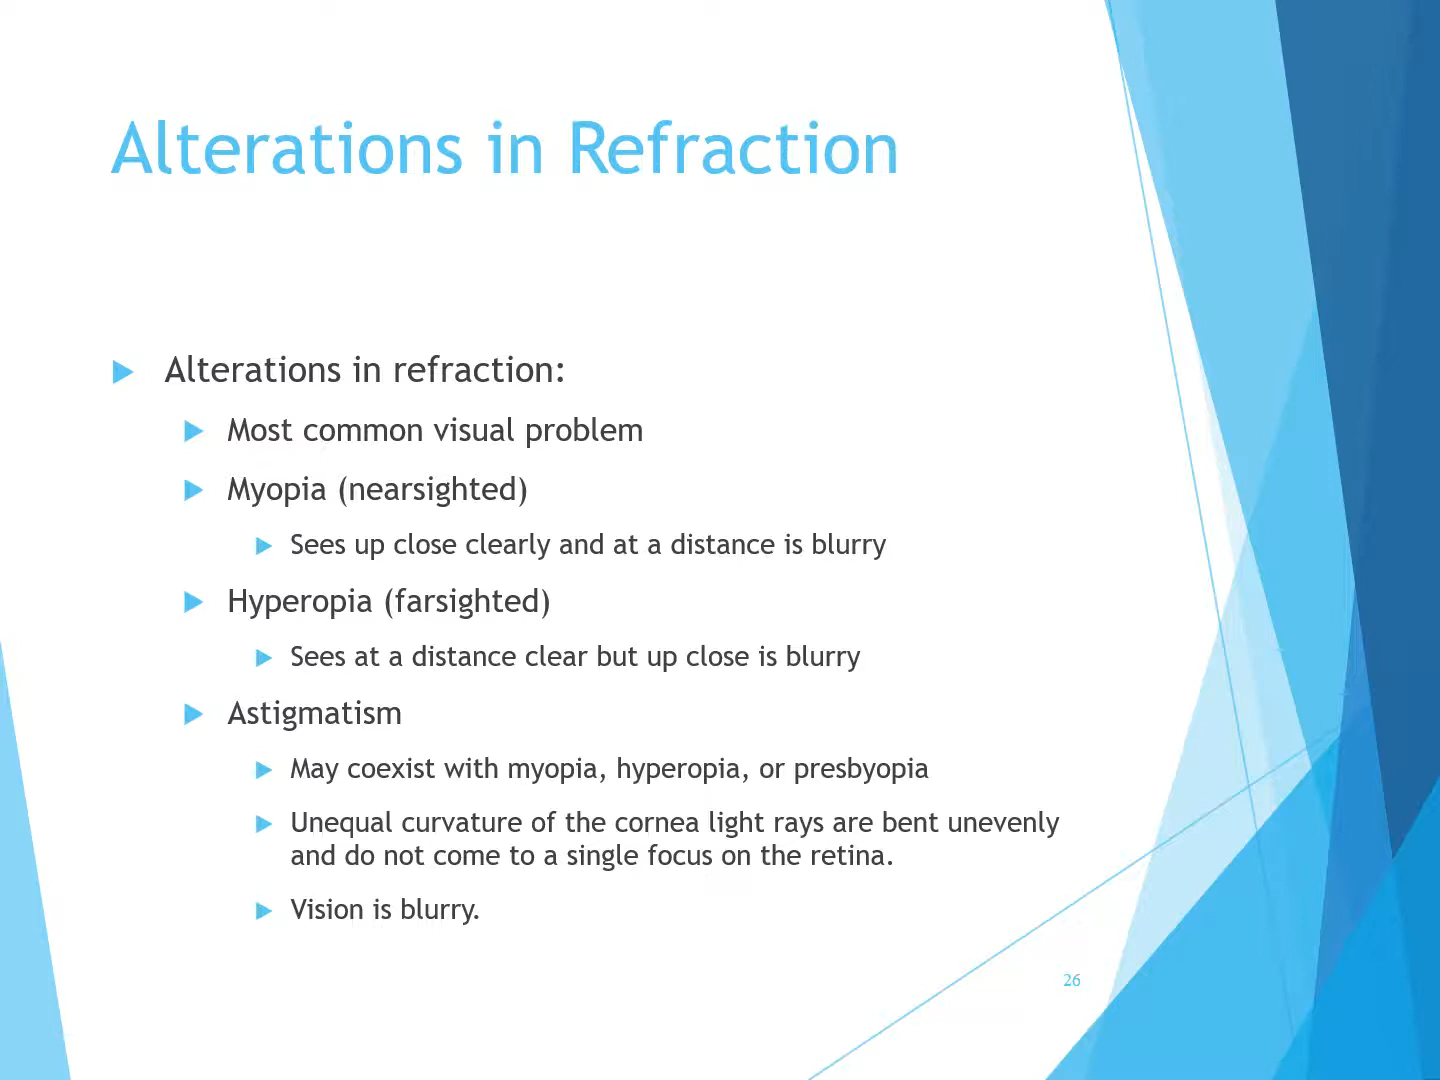 Alterations in Refraction
Alterations in refraction:
Most common visual problem
Myopia (nearsighted)
Sees up close clearly and at a distance is blurry
Hyperopia (farsighted)
Sees at a distance clear but up close is blurry
Astigmatism
May coexist with myopia, hyperopia, or presbyopia
Unequal curvature of the cornea light rays are bent unevenly
and do not come to a single focus on the retina.
Vision is blurry.
26